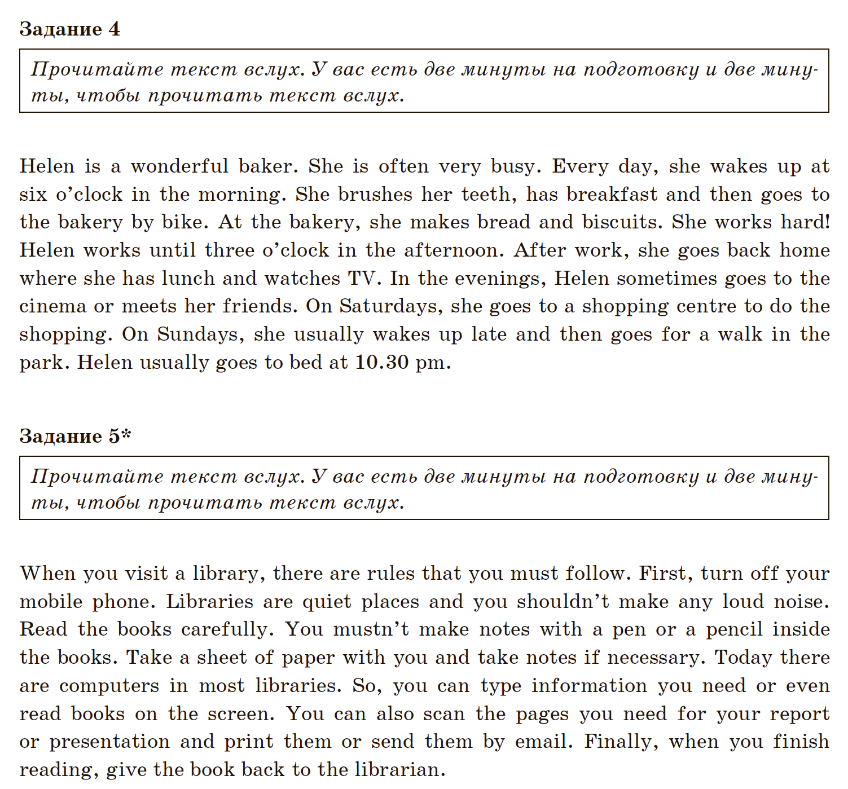 Задание 4
Прочитайте текст вслух. У вас есть две минуты на подготовку и две мину-
ты, чтобы прочитать текст вслух.
Helen is a wonderful baker. She is often very busy. Every day, she wakes up at
six o’clock in the morning. She brushes her teeth, has breakfast and then goes to
the bakery by bike. At the bakery, she makes bread and biscuits. She works hard!
Helen works until three o’clock in the afternoon. After work, she goes back home
where she has lunch and watches TV. In the evenings, Helen sometimes goes to the
cinema or meets her friends. On Saturdays, she goes to a shopping centre to do the
shopping. On Sundays, she usually wakes up late and then goes for a walk in the
park. Helen usually goes to bed at 10.30 pm.
Задание 5*
Прочитайте текст вслух. У вас есть две минуты на подготовку и две мину-
ты, чтобы прочитать текст вслух.
When you visit a library, there are rules that you must follow. First, turn off your
mobile phone. Libraries are quiet places and you shouldn’t make any loud noise.
Read the books carefully. You mustn’t make notes with a pen or a pencil inside
the books. Take a sheet of paper with you and take notes if necessary. Today there
are computers in most libraries. So, you can type information you need or even
read books on the screen. You can also scan the pages you need for your report
or presentation and print them or send them by email. Finally, when you finish
reading, give the book back to the librarian.